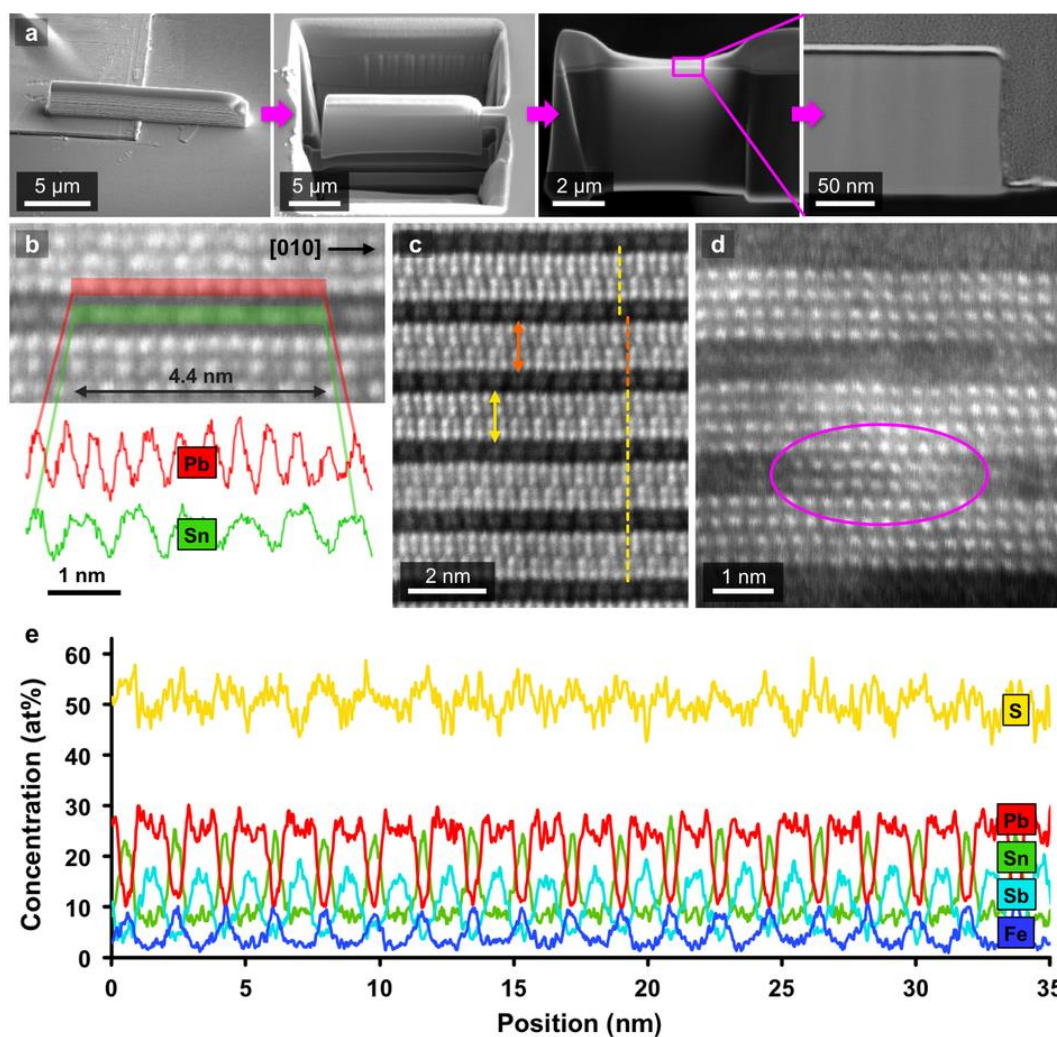 a
5 µm
5 µm
2 µm
50 nm
b
[010]
4.4 nm
Pb
Sn
1 nm
c
2 nm
d
1 nm
e
Concentration (at%)
60
50
40
30
20
10
0
S
Pb
Sn
Sb
Fe
0
5
10
15
20
25
30
35
Position (nm)